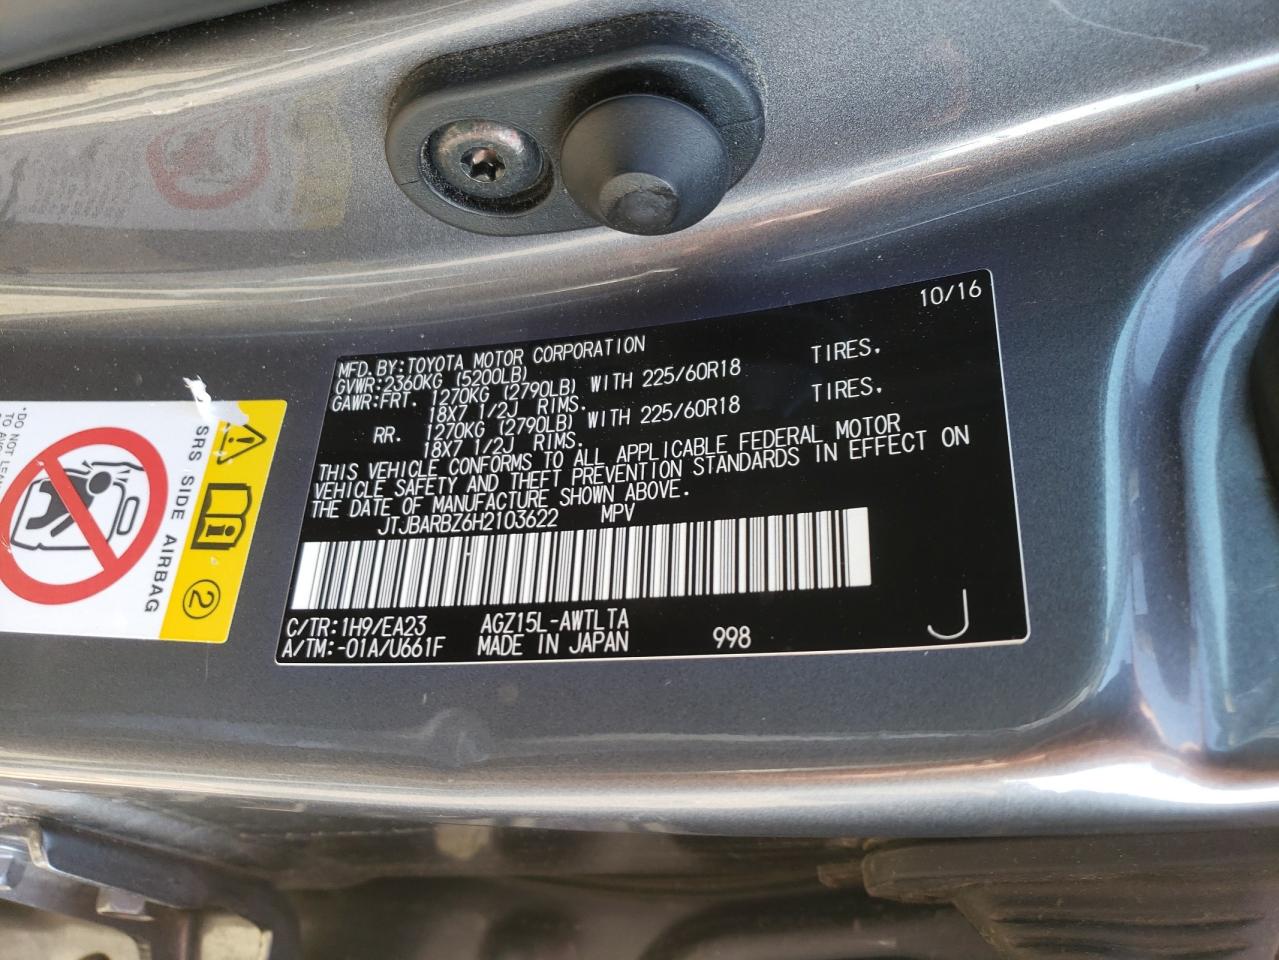 10/16
MFD.BY:TOYOTA MOTOR CORPORATION
GVWR:2360KG (5200LB)
GAWR:FRT. 1270KG (2790LB) WITH 225/60R18 TIRES,
18X7 1/2J RIMS.
RR. 1270KG (2790LB) WITH 225/60R18 TIRES,
18X7 1/2J RIMS.
THIS VEHICLE CONFORMS TO ALL APPLICABLE FEDERAL MOTOR
VEHICLE SAFETY AND THEFT PREVENTION STANDARDS IN EFFECT ON
THE DATE OF MANUFACTURE SHOWN ABOVE.
JTJBARBZ6H2103622 MPV
C/TR:1H9/EA23 AGZ15L-AWTLTA
A/TM:-01A/U661F MADE IN JAPAN 998 J
SRS SIDE AIRBAG
2
*DO NOT